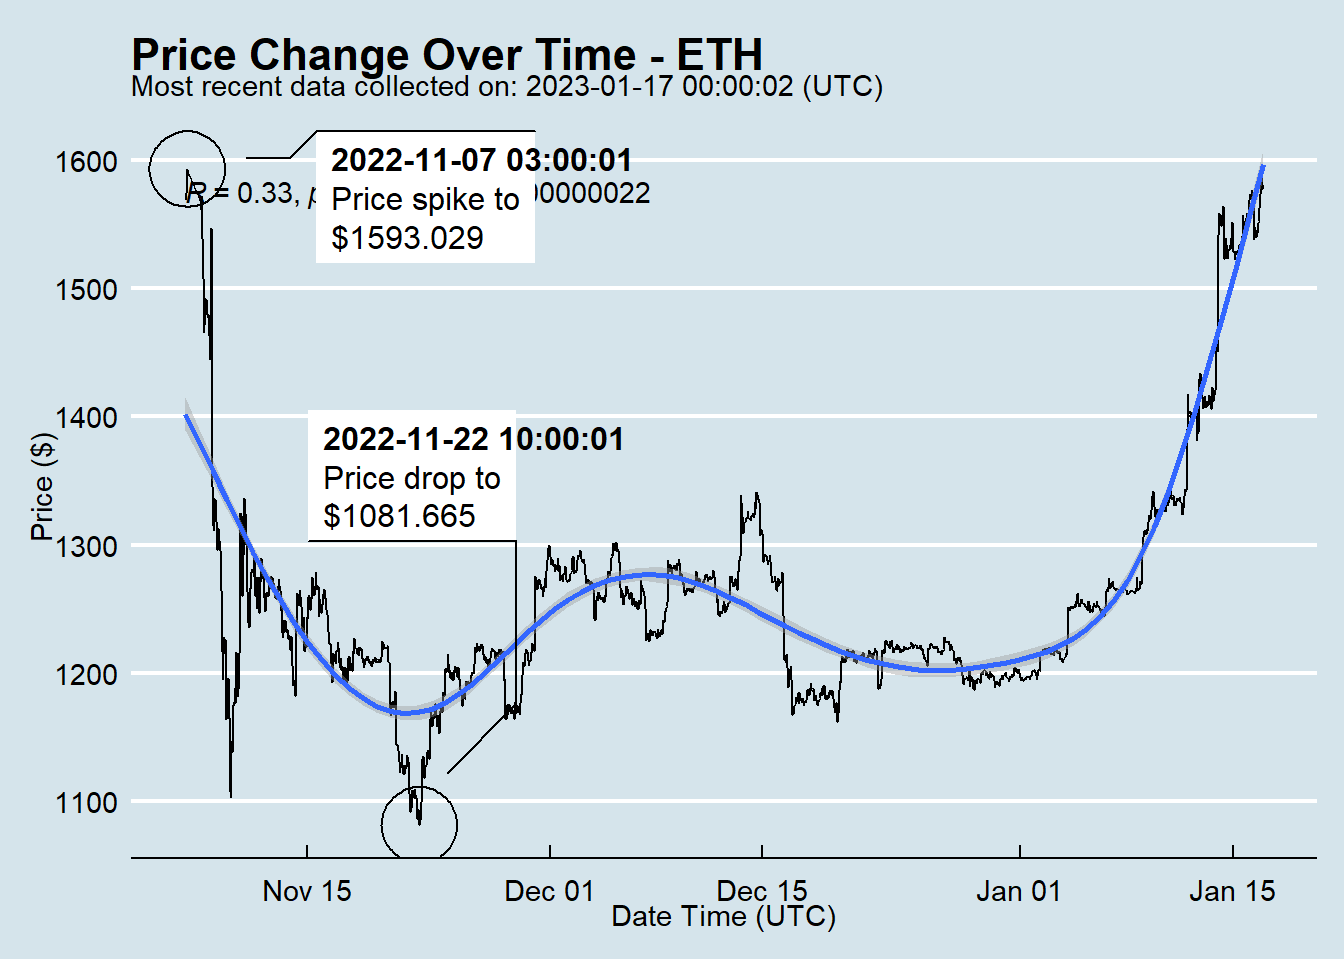 Price Change Over Time - ETH
Most recent data collected on: 2023-01-17 00:00:02 (UTC)
2022-11-07 03:00:01
Price spike to
$1593.029
R = 0.33, 00000022
2022-11-22 10:00:01
Price drop to
$1081.665
Price ($)
1600
1500
1400
1300
1200
1100
Nov 15 Dec 01 Dec 15 Jan 01 Jan 15
Date Time (UTC)